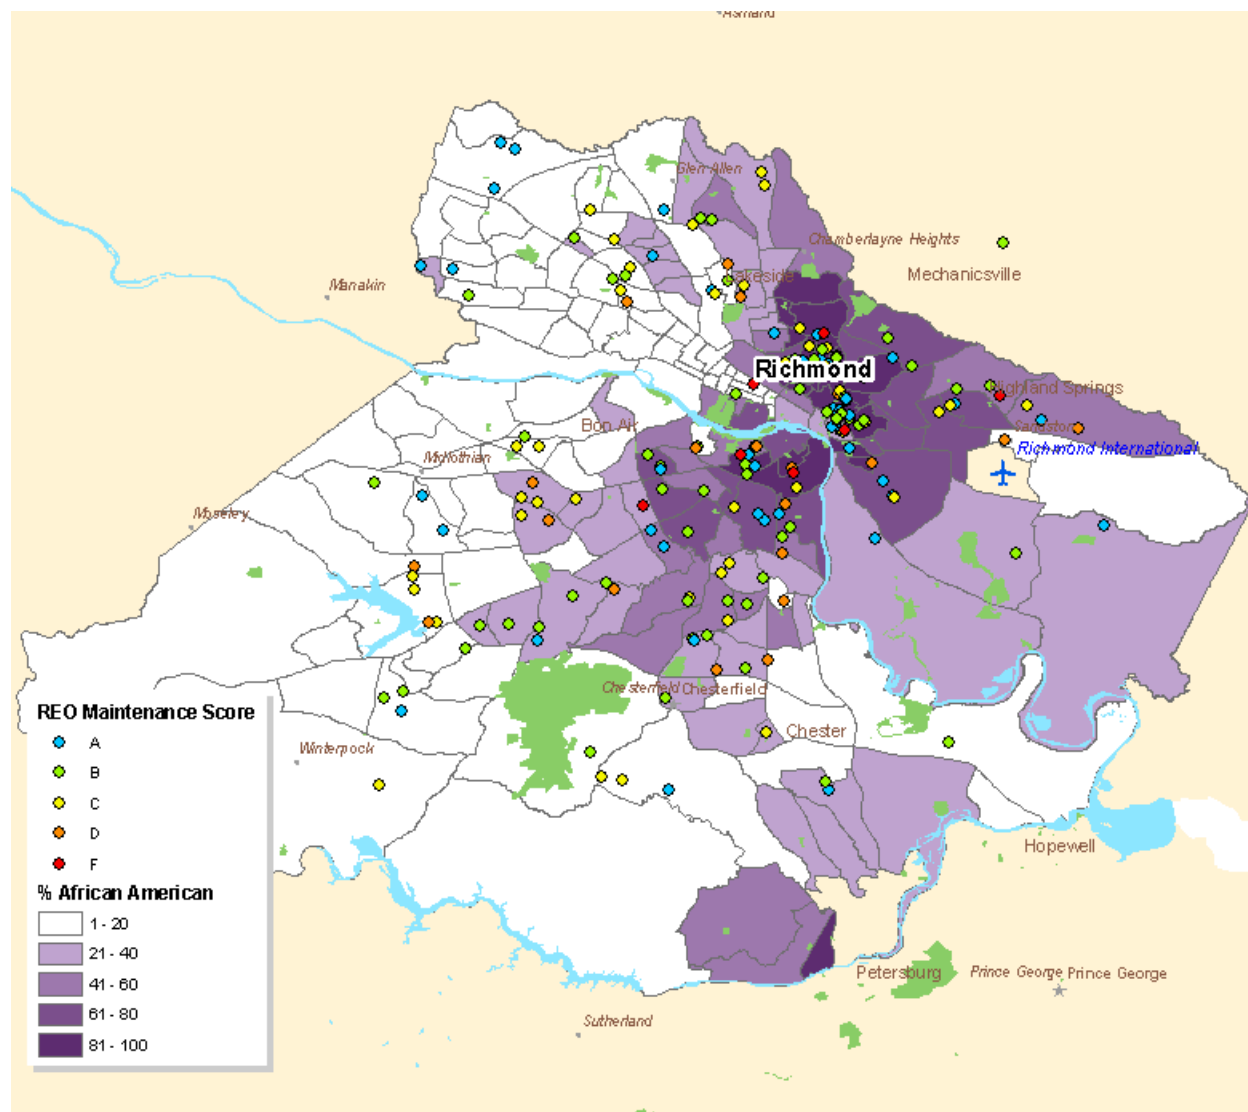 Ashland
Glen Allen
Chamberlayne Heights
Lakeside
Mechanicsville
Manakin
Richmond
Highland Springs
Bon Air
Sandston
Richmond International
Midlothian
Moseley
Chesterfield Chesterfield
REO Maintenance Score
A
B
C
D
F
Chester
Winterpock
Hopewell
% African American
1 - 20
21 - 40
41 - 60
61 - 80
81 - 100
Petersburg
Prince George Prince George
Sutherland